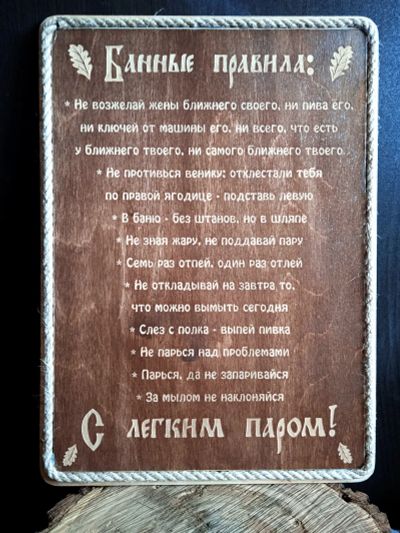 Банные правила:
* Не возжелай жены ближнего своего, ни пива его,
ни ключей от машины его, ни всего, что есть
у ближнего твоего, ни самого ближнего твоего.
* Не противься венику: отхлестали тебя
по правой ягодице - подставь левую
* В баню - без штанов, но в шляпе
* Не зная жару, не поддавай пару
* Семь раз отпей, один раз отлей
* Не откладывай на завтра то,
что можно вымыть сегодня
* Слез с полка - выпей пивка
* Не парься над проблемами
* Парься, да не запаривайся
* За мылом не наклоняйся
С легким паром!